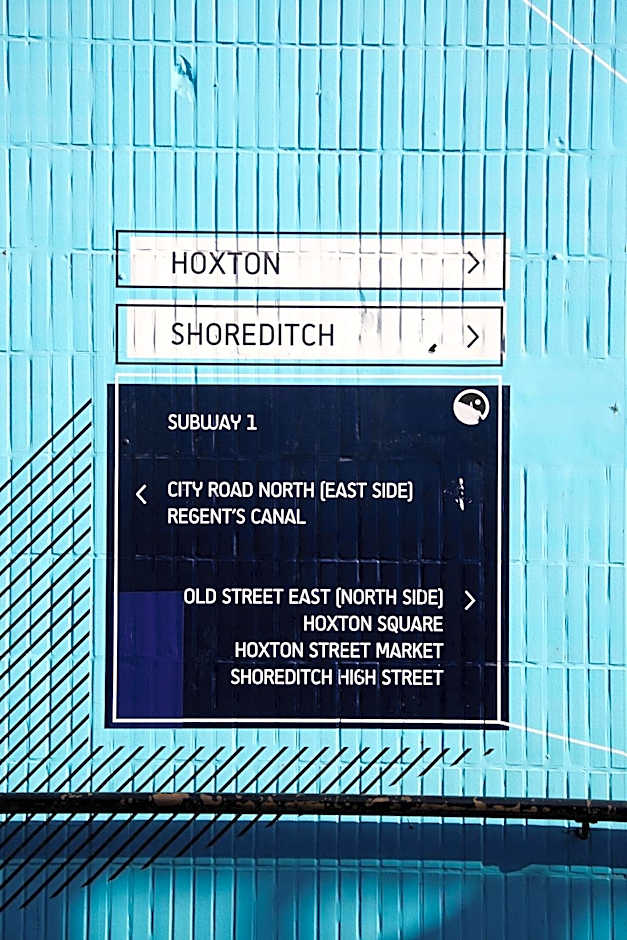 HOXTON >
SHOREDITCH >
SUBWAY 1
< CITY ROAD NORTH (EAST SIDE)
REGENT'S CANAL
OLD STREET EAST (NORTH SIDE) >
HOXTON SQUARE
HOXTON STREET MARKET
SHOREDITCH HIGH STREET